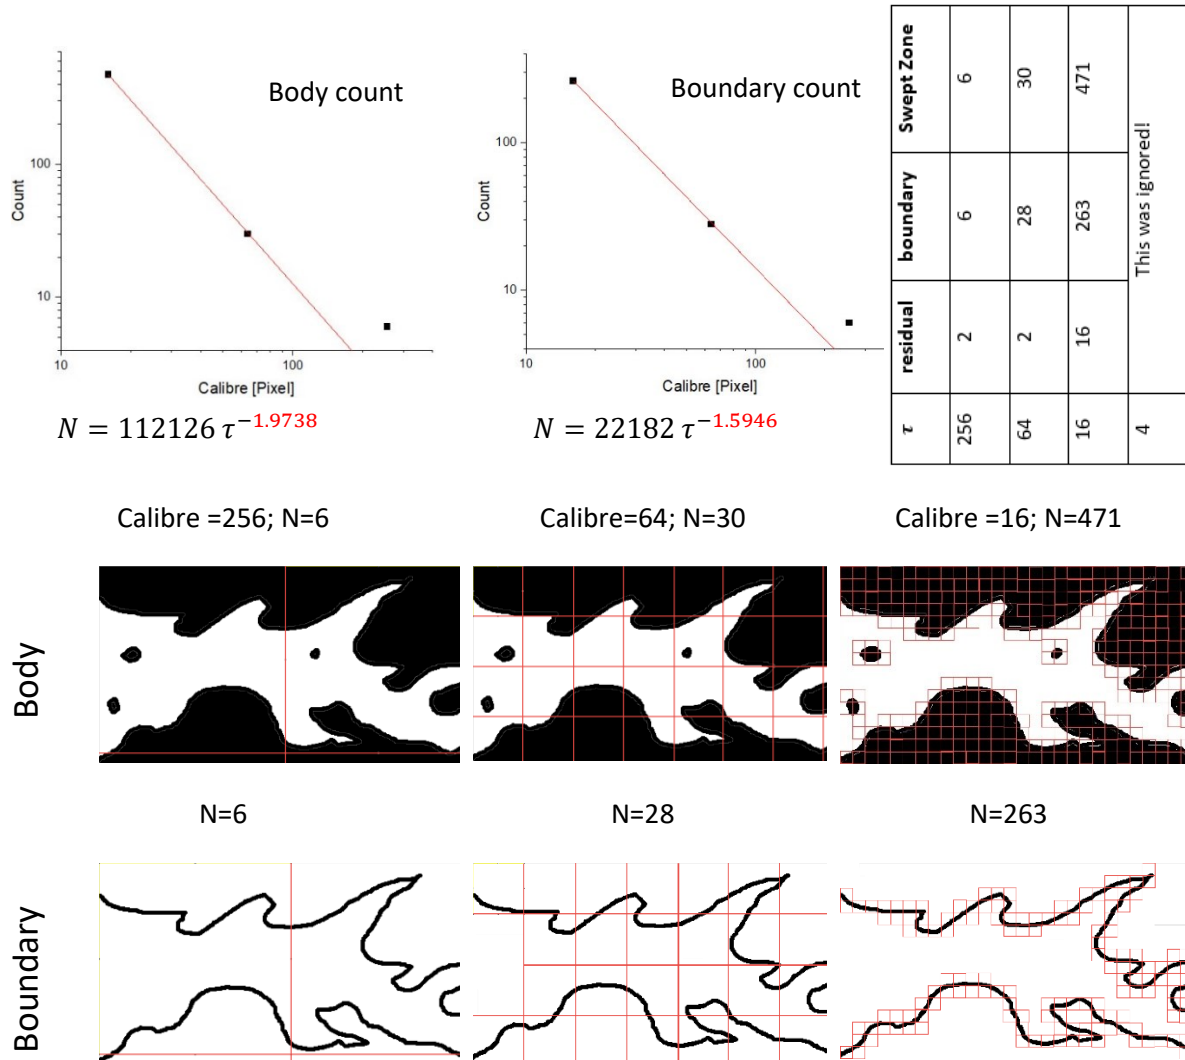 Body count
100
10
Count
10
100
Calibre [Pixel]
N = 112126 τ^−1.9738
Boundary count
100
10
Count
10
100
Calibre [Pixel]
N = 22182 τ^−1.5946
τ residual boundary Swept Zone
256 2 6 6
64 2 28 30
16 16 263 471
4 This was ignored!
Calibre =256; N=6
Calibre=64; N=30
Calibre =16; N=471
Body
N=6
N=28
N=263
Boundary